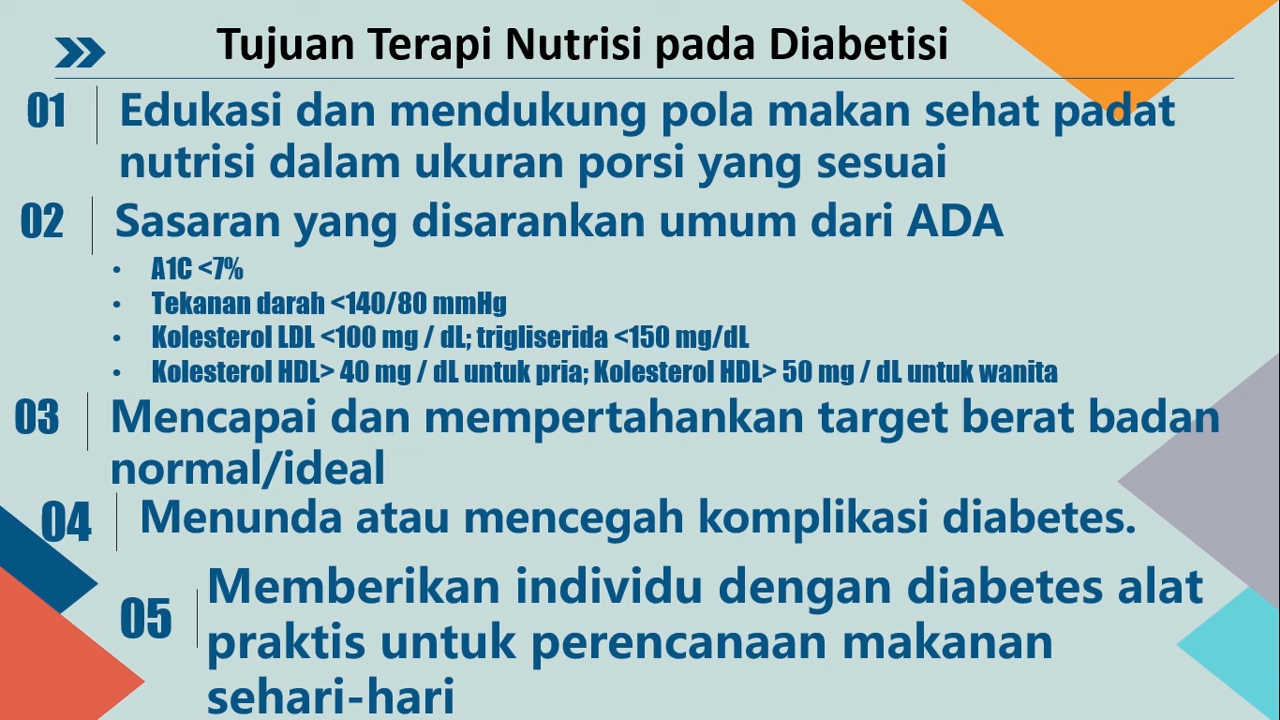 Tujuan Terapi Nutrisi pada Diabetisi
01
Edukasi dan mendukung pola makan sehat padat
nutrisi dalam ukuran porsi yang sesuai
02
Sasaran yang disarankan umum dari ADA
• A1C <7%
• Tekanan darah <140/80 mmHg
• Kolesterol LDL <100 mg / dL; trigliserida <150 mg/dL
• Kolesterol HDL> 40 mg / dL untuk pria; Kolesterol HDL> 50 mg / dL untuk wanita
03
Mencapai dan mempertahankan target berat badan
normal/ideal
04
Menunda atau mencegah komplikasi diabetes.
05
Memberikan individu dengan diabetes alat
praktis untuk perencanaan makanan
sehari-hari